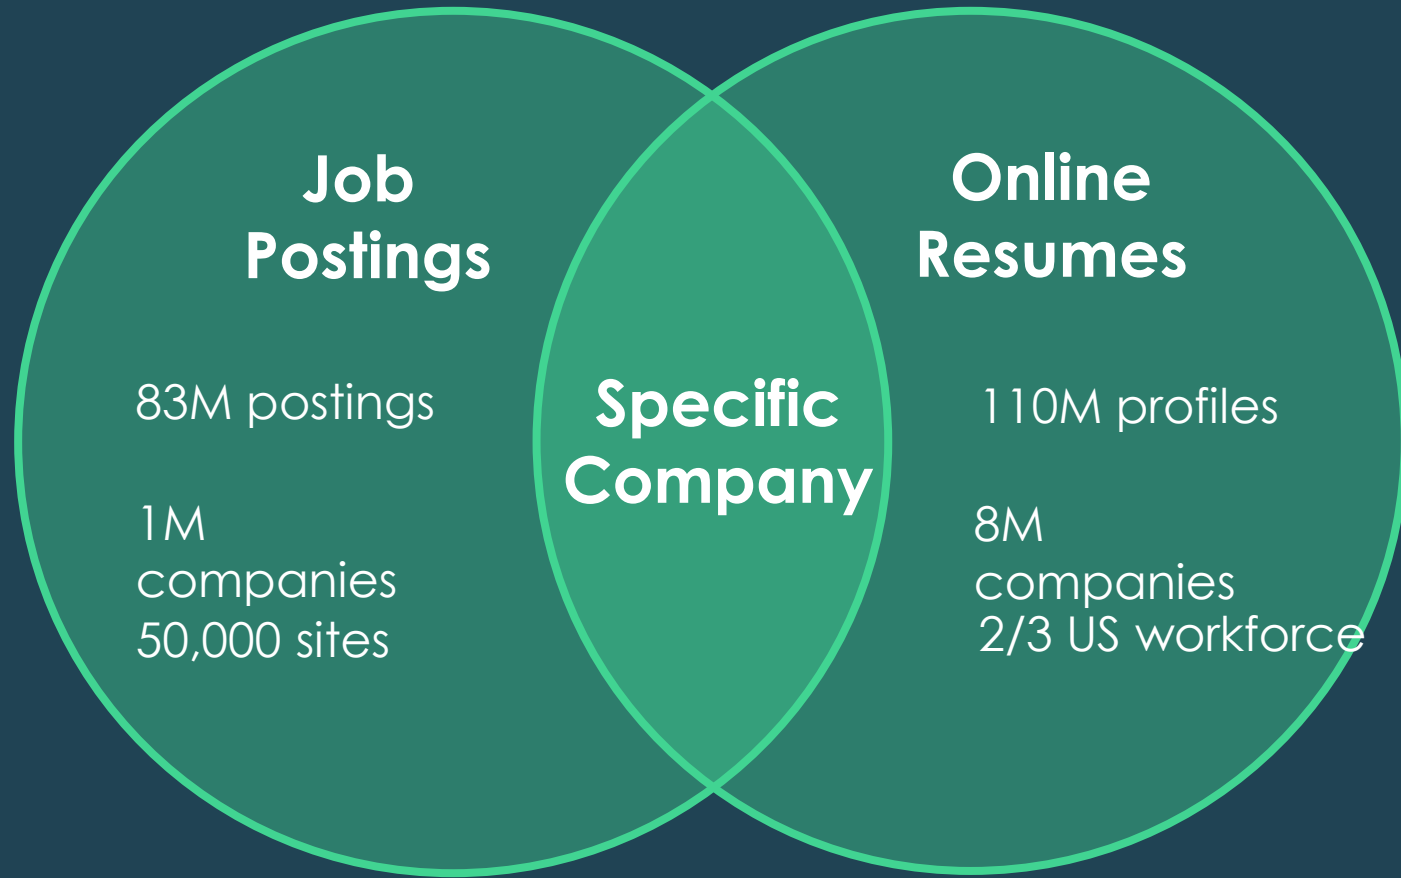 Job
Postings
83M postings
1M
companies
50,000 sites
Specific
Company
Online
Resumes
110M profiles
8M
companies
2/3 US workforce